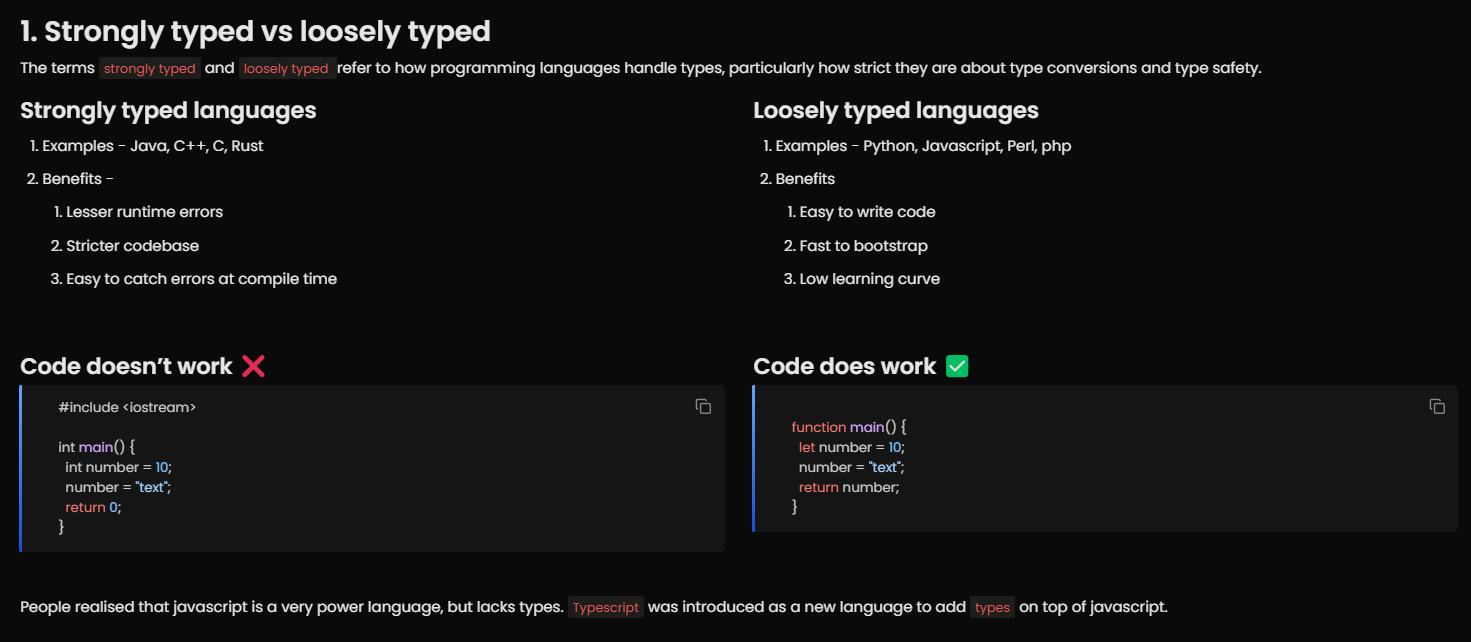 1. Strongly typed vs loosely typed
The terms strongly typed and loosely typed refer to how programming languages handle types, particularly how strict they are about type conversions and type safety.
Strongly typed languages
1. Examples - Java, C++, C, Rust
2. Benefits -
1. Lesser runtime errors
2. Stricter codebase
3. Easy to catch errors at compile time
Loosely typed languages
1. Examples - Python, Javascript, Perl, php
2. Benefits
1. Easy to write code
2. Fast to bootstrap
3. Low learning curve
Code doesn’t work ❌
#include <iostream>
int main() {
int number = 10;
number = "text";
return 0;
}
Code does work ✅
function main() {
let number = 10;
number = "text";
return number;
}
People realised that javascript is a very power language, but lacks types. Typescript was introduced as a new language to add types on top of javascript.